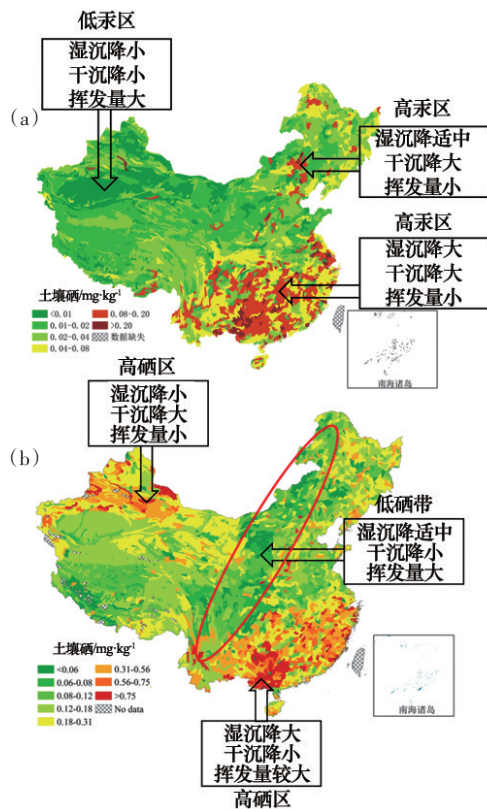 低汞区
湿沉降小
干沉降小
挥发量大
(a)
高汞区
湿沉降适中
干沉降大
挥发量小
高汞区
湿沉降大
干沉降大
挥发量小
土壤硒/mg·kg⁻¹
<0.01
0.01-0.02
0.02-0.04
0.04-0.08
0.08-0.20
>0.20
数据缺失
南海诸岛
高硒区
湿沉降小
干沉降大
挥发量小
(b)
低硒带
湿沉降适中
干沉降小
挥发量大
土壤硒/mg·kg⁻¹
<0.06
0.06-0.08
0.08-0.12
0.12-0.18
0.18-0.31
0.31-0.56
0.56-0.75
>0.75
No data
南海诸岛
湿沉降大
干沉降小
挥发量较大
高硒区